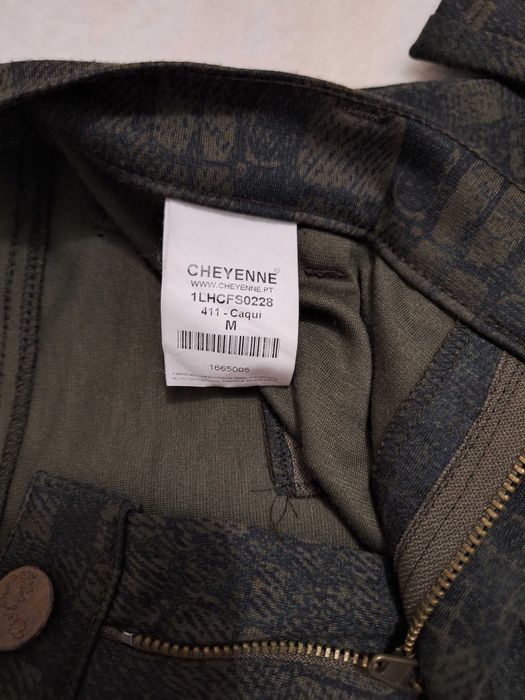 CHEYENNE®
WWW.CHEYENNE.PT
1LHCFS0228
411 - Caqui
M
1665005